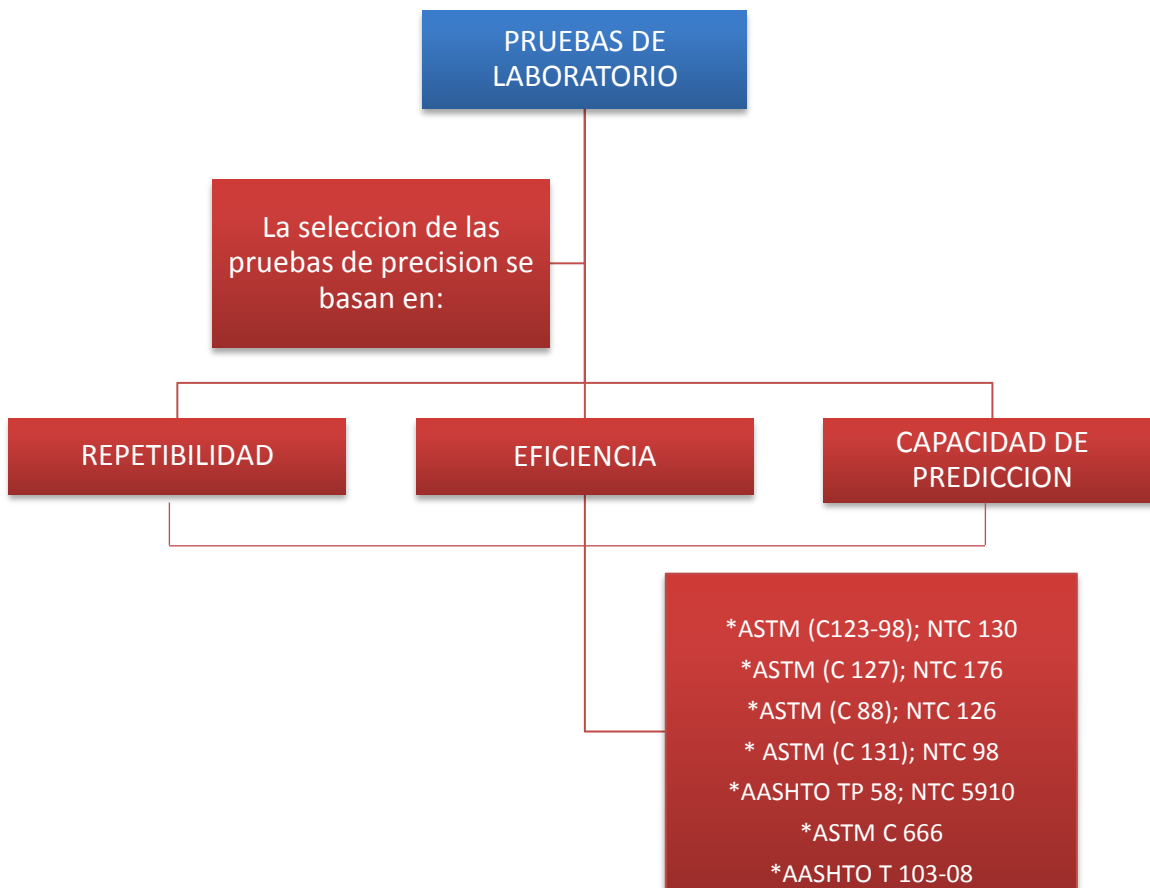 PRUEBAS DE
LABORATORIO
La seleccion de las
pruebas de precision se
basan en:
REPETIBILIDAD
EFICIENCIA
CAPACIDAD DE
PREDICCION
*ASTM (C123-98); NTC 130
*ASTM (C 127); NTC 176
*ASTM (C 88); NTC 126
* ASTM (C 131); NTC 98
*AASHTO TP 58; NTC 5910
*ASTM C 666
*AASHTO T 103-08